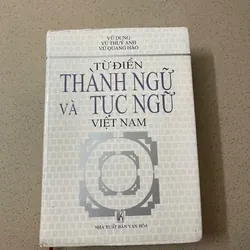 VŨ DUNG
VŨ THUÝ ANH
VŨ QUANG HÀO
TỪ ĐIỂN
THÀNH NGỮ
VÀ TỤC NGỮ
VIỆT NAM
NHÀ XUẤT BẢN VĂN HÓA